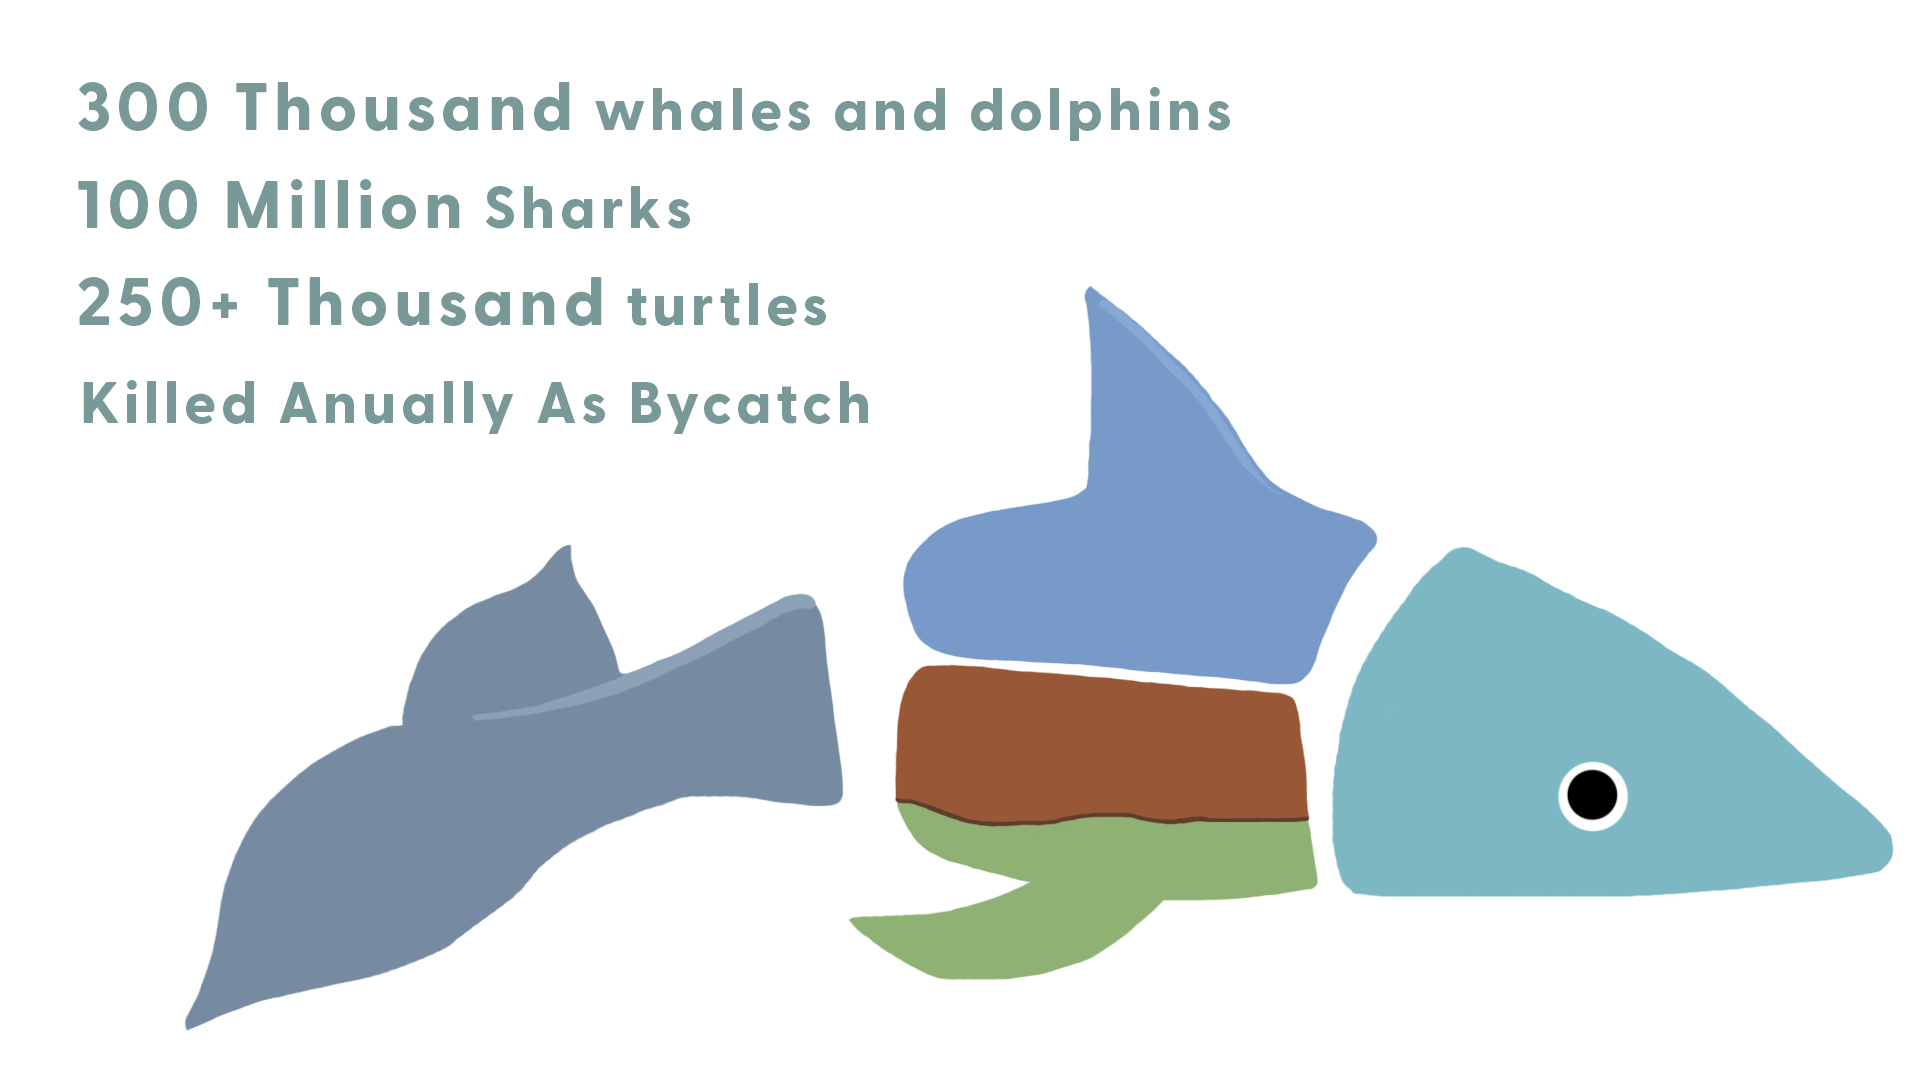 300 Thousand whales and dolphins
100 Million Sharks
250+ Thousand turtles
Killed Anually As Bycatch